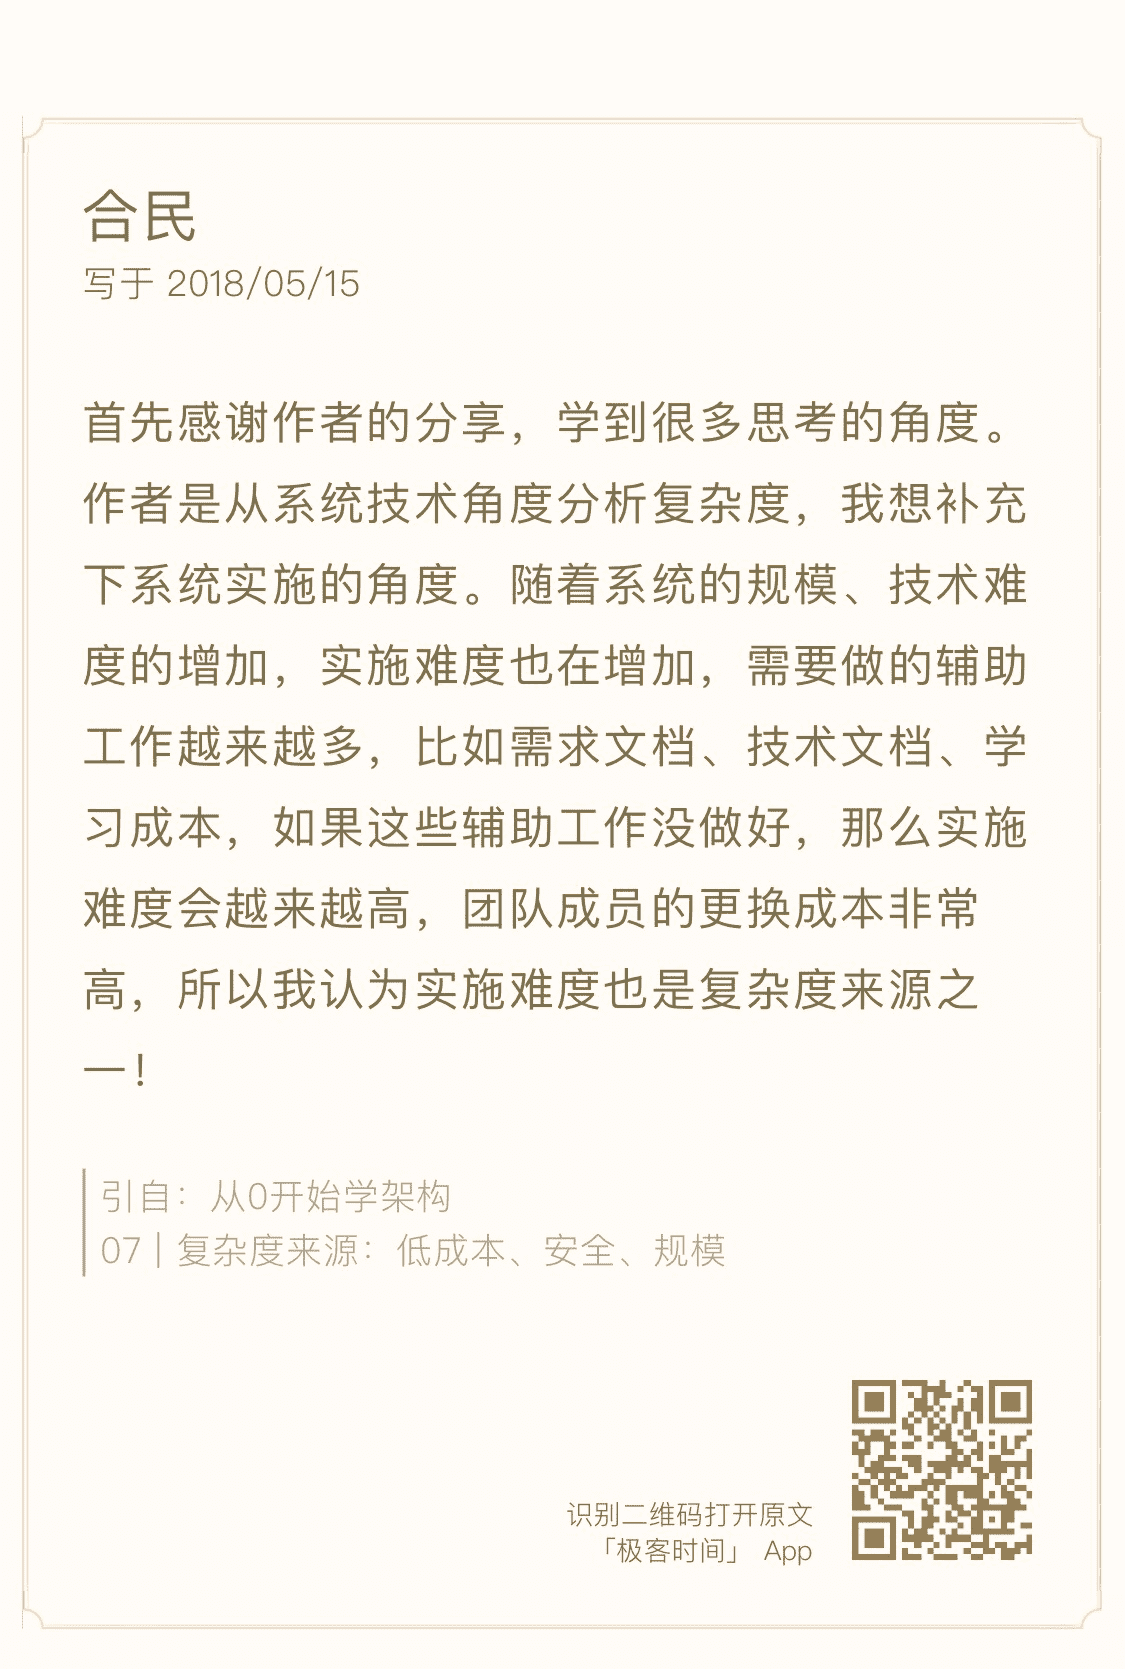 合民
写于 2018/05/15
首先感谢作者的分享，学到很多思考的角度。
作者是从系统技术角度分析复杂度，我想补充
下系统实施的角度。随着系统的规模、技术难
度的增加，实施难度也在增加，需要做的辅助
工作越来越多，比如需求文档、技术文档、学
习成本，如果这些辅助工作没做好，那么实施
难度会越来越高，团队成员的更换成本非常
高，所以我认为实施难度也是复杂度来源之
一！
引自：从0开始学架构
07 | 复杂度来源：低成本、安全、规模
识别二维码打开原文
「极客时间」 App